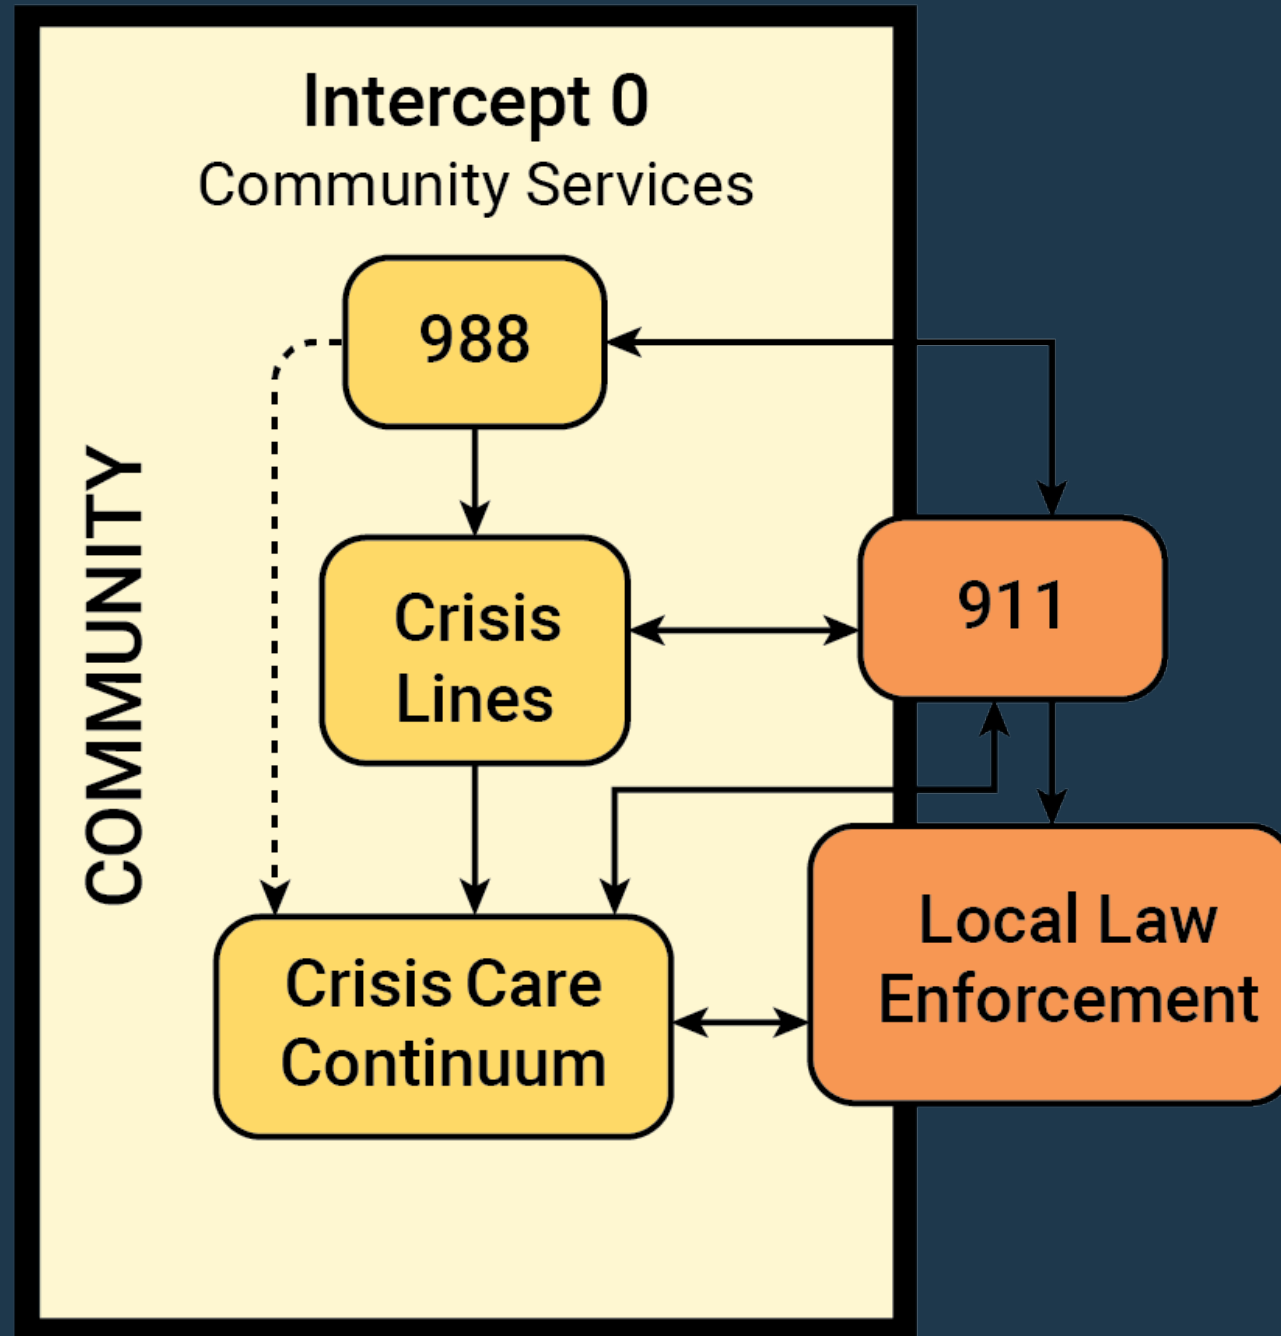 Intercept 0
Community Services
COMMUNITY
988
911
Crisis
Lines
Local Law
Enforcement
Crisis Care
Continuum